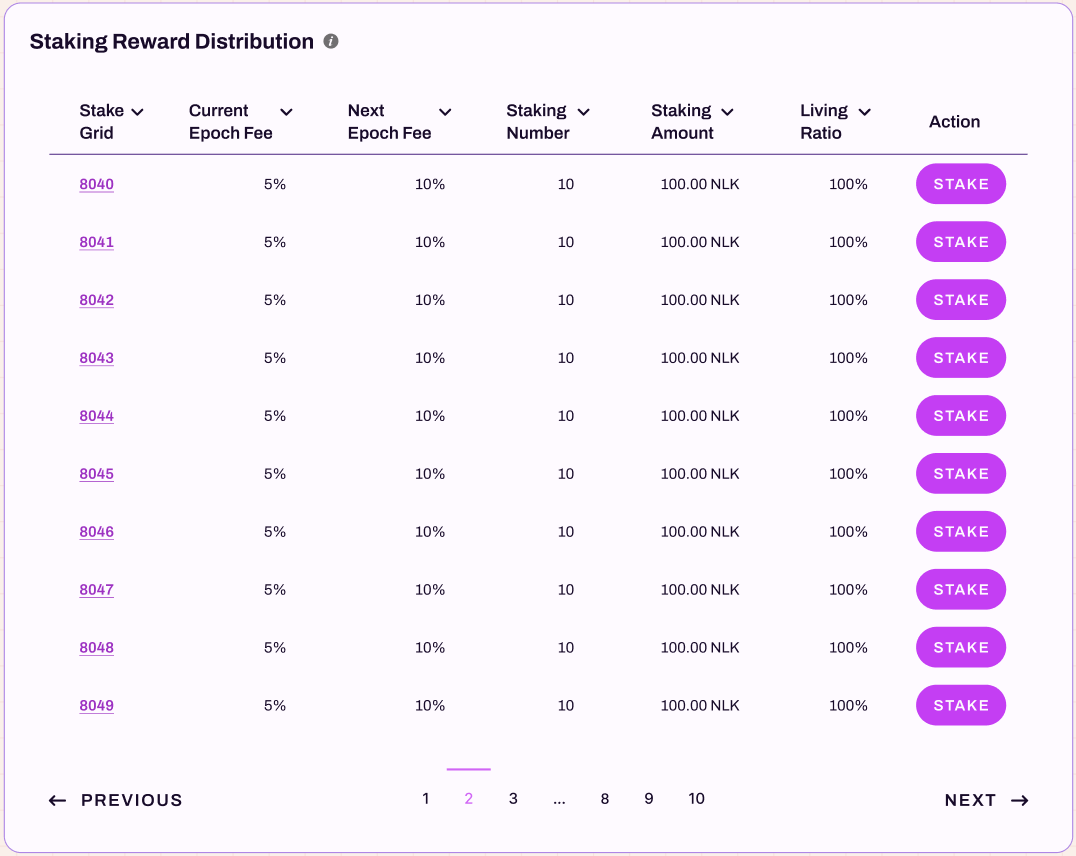 Staking Reward Distribution i
Stake Grid Current Epoch Fee Next Epoch Fee Staking Number Staking Amount Living Ratio Action
8040 5% 10% 10 100.00 NLK 100% STAKE
8041 5% 10% 10 100.00 NLK 100% STAKE
8042 5% 10% 10 100.00 NLK 100% STAKE
8043 5% 10% 10 100.00 NLK 100% STAKE
8044 5% 10% 10 100.00 NLK 100% STAKE
8045 5% 10% 10 100.00 NLK 100% STAKE
8046 5% 10% 10 100.00 NLK 100% STAKE
8047 5% 10% 10 100.00 NLK 100% STAKE
8048 5% 10% 10 100.00 NLK 100% STAKE
8049 5% 10% 10 100.00 NLK 100% STAKE
← PREVIOUS 1 2 3 ... 8 9 10 NEXT →